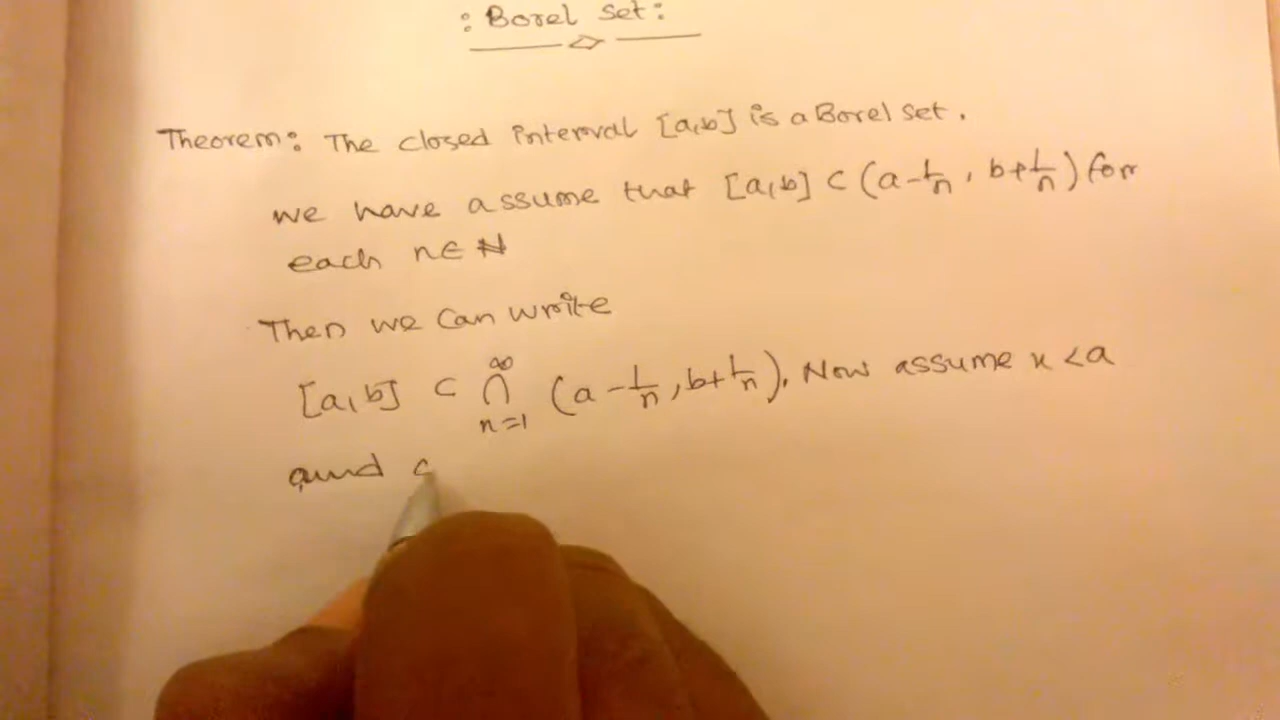 : Borel Set :
Theorem: The closed interval [a,b] is a Borel set.
we have assume that [a,b] ⊂ (a-1/n, b+1/n) for
each n∈ℕ
Then we can write
[a,b] ⊂ ∩_{n=1}^{∞} (a-1/n, b+1/n). Now assume x<a
and